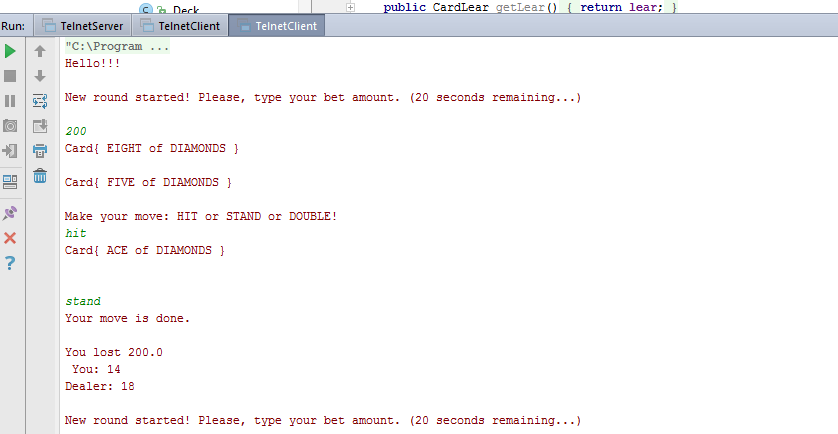 Deck
public CardLear getLear() { return lear; }
Run: TelnetServer TelnetClient TelnetClient
"C:\Program ...
Hello!!!
New round started! Please, type your bet amount. (20 seconds remaining...)
200
Card{ EIGHT of DIAMONDS }
Card{ FIVE of DIAMONDS }
Make your move: HIT or STAND or DOUBLE!
hit
Card{ ACE of DIAMONDS }
stand
Your move is done.
You lost 200.0
You: 14
Dealer: 18
New round started! Please, type your bet amount. (20 seconds remaining...)